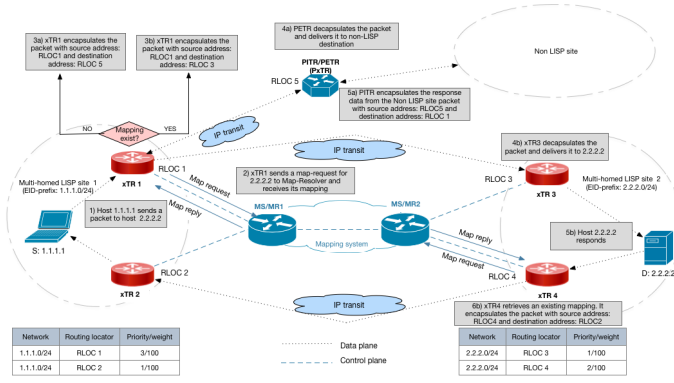 3a) xTR1 encapsulates the
packet with source address:
RLOC1 and destination
address: RLOC 5
3b) xTR1 encapsulates the
packet with source address:
RLOC1 and destination
address: RLOC 3
4a) PETR decapsulates the packet
and delivers it to non-LISP
destination
Non LISP site
PITR/PETR
(PxTR)
RLOC 5
5a) PITR encapsulates the response
data from the Non LISP site packet
with source address: RLOC5 and
destination address: RLOC 1
NO
Mapping
exist?
YES
IP transit
IP transit
4b) xTR3 decapsulates the
packet and delivers it to 2.2.2.2
RLOC 1
xTR 1
2) xTR1 sends a map-request for
2.2.2.2 to Map-Resolver and
receives its mapping
RLOC 3
xTR 3
Multi-homed LISP site 1
(EID-prefix: 1.1.1.0/24)
Multi-homed LISP site 2
(EID-prefix: 2.2.2.0/24)
Map request
Map reply
1) Host 1.1.1.1 sends a
packet to host 2.2.2.2
MS/MR1
MS/MR2
Mapping system
5b) Host 2.2.2.2
responds
S: 1.1.1.1
D: 2.2.2.2
Map reply
Map request
RLOC 2
xTR 2
RLOC 4
xTR 4
IP transit
6b) xTR4 retrieves an existing mapping. It
encapsulates the packet with source address:
RLOC4 and destination address: RLOC2
Network Routing locator Priority/weight
1.1.1.0/24 RLOC 1 3/100
1.1.1.0/24 RLOC 2 1/100
Data plane
Control plane
Network Routing locator Priority/weight
2.2.2.0/24 RLOC 3 1/100
2.2.2.0/24 RLOC 4 2/100